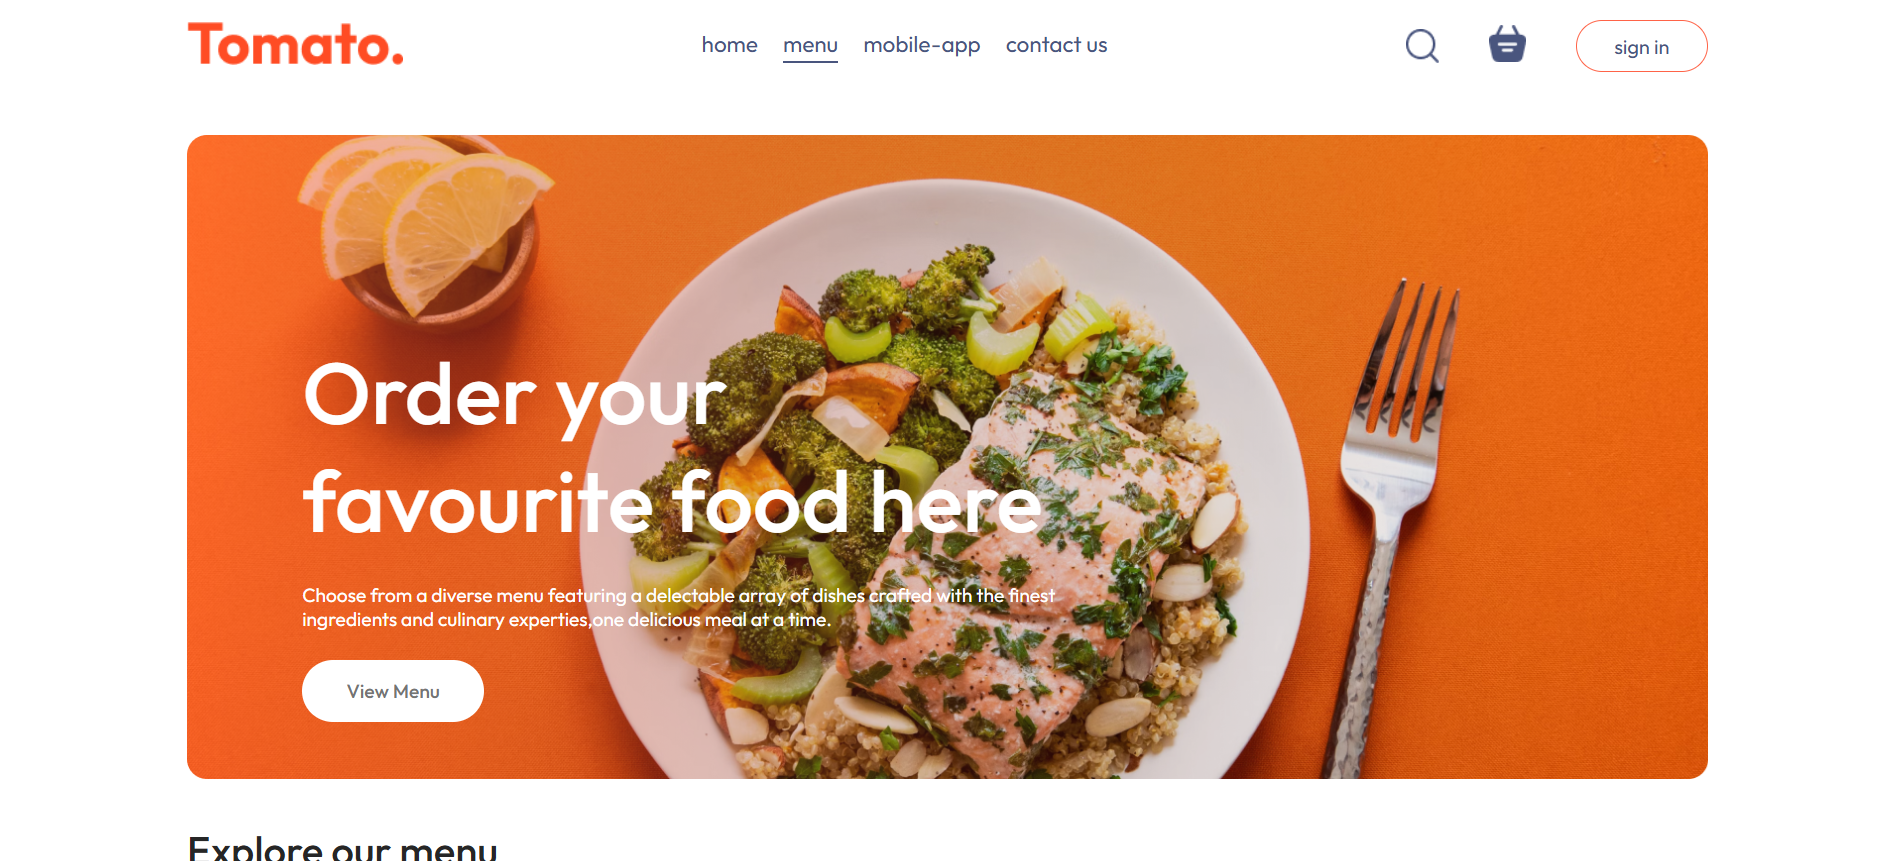 Tomato.
home menu mobile-app contact us
sign in
Order your
favourite food here
Choose from a diverse menu featuring a delectable array of dishes crafted with the finest
ingredients and culinary experties,one delicious meal at a time.
View Menu
Explore our menu